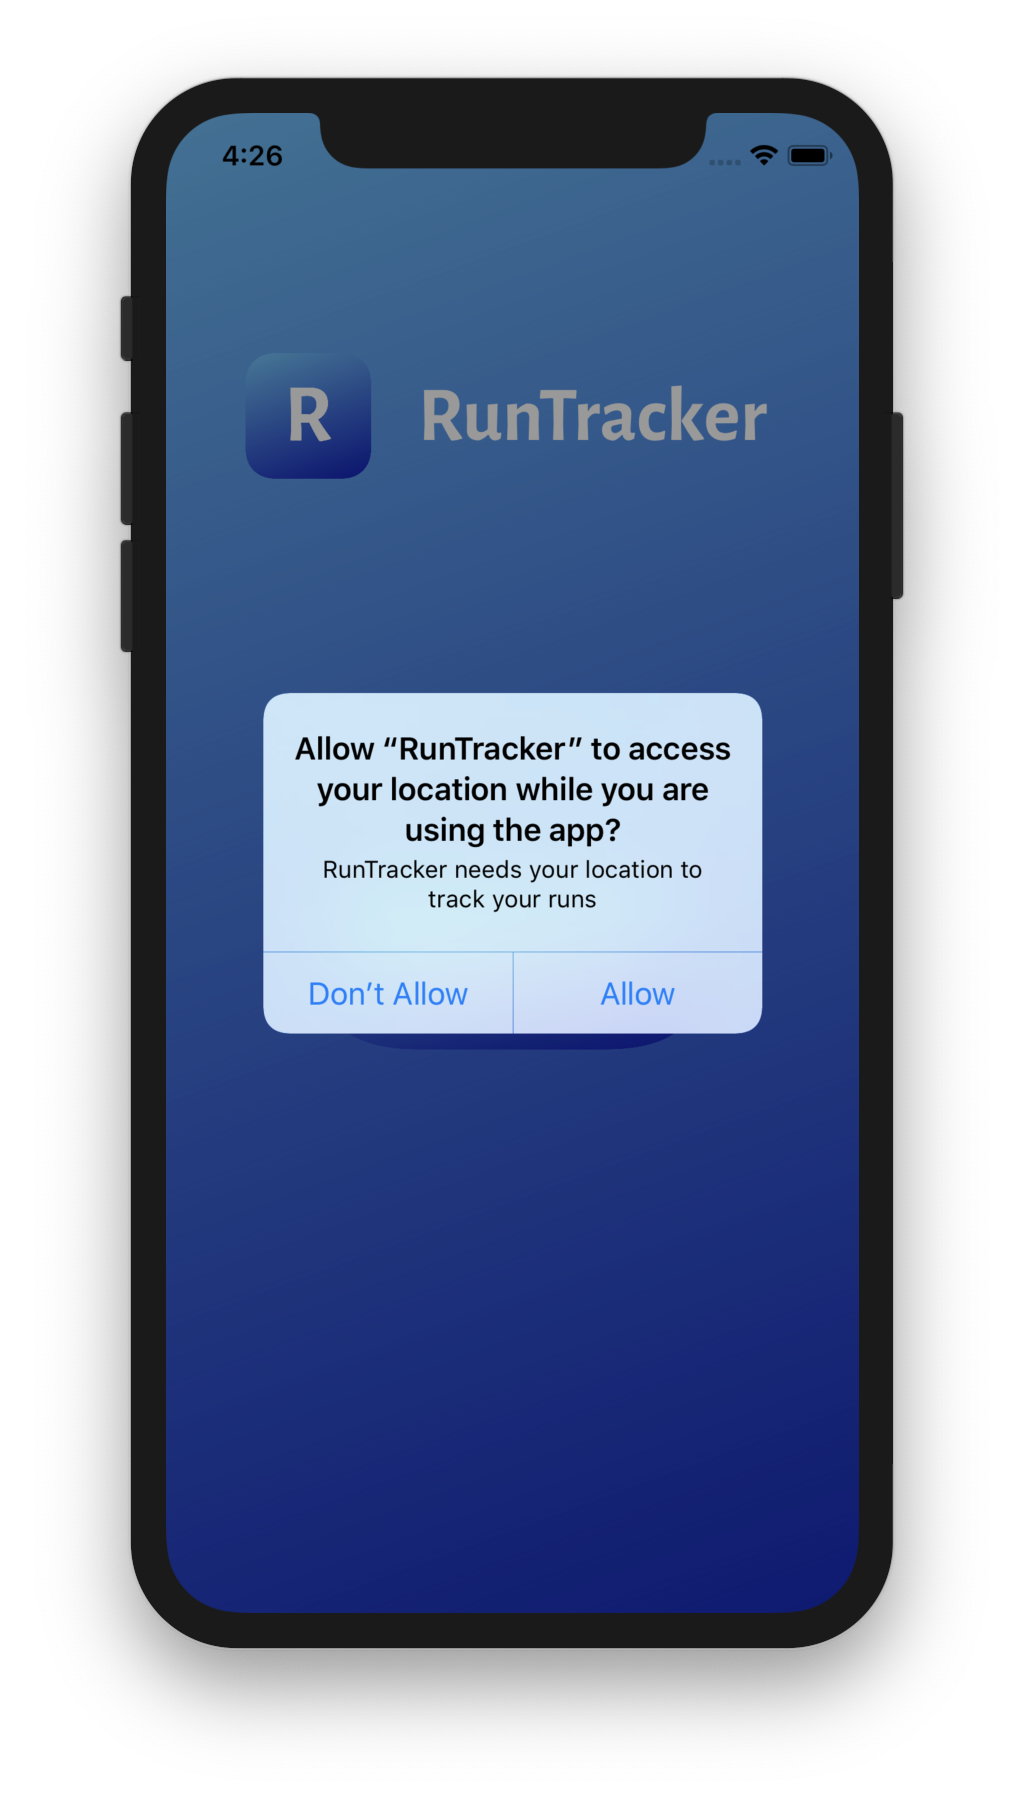 4:26
R
RunTracker
Allow “RunTracker” to access
your location while you are
using the app?
RunTracker needs your location to
track your runs
Don’t Allow
Allow